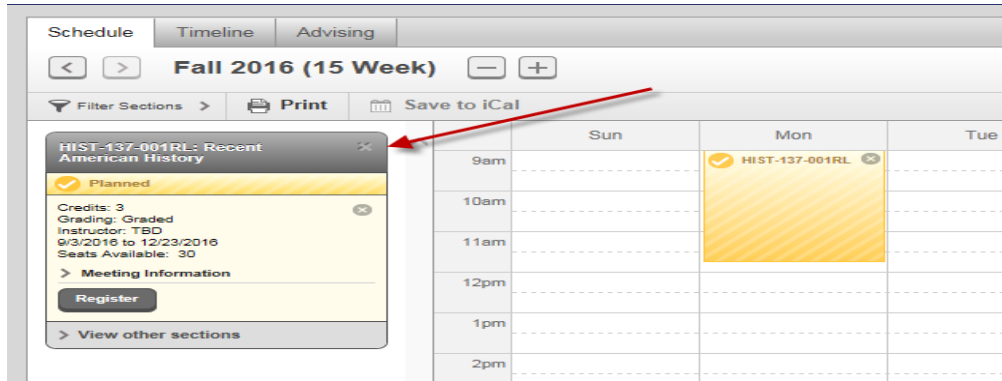 Schedule Timeline Advising
< > Fall 2016 (15 Week) − +
Filter Sections > Print Save to iCal
HIST-137-001RL: Recent
American History
Planned
Credits: 3
Grading: Graded
Instructor: TBD
9/3/2016 to 12/23/2016
Seats Available: 30
> Meeting Information
Register
> View other sections
Sun Mon Tue
9am HIST-137-001RL
10am
11am
12pm
1pm
2pm